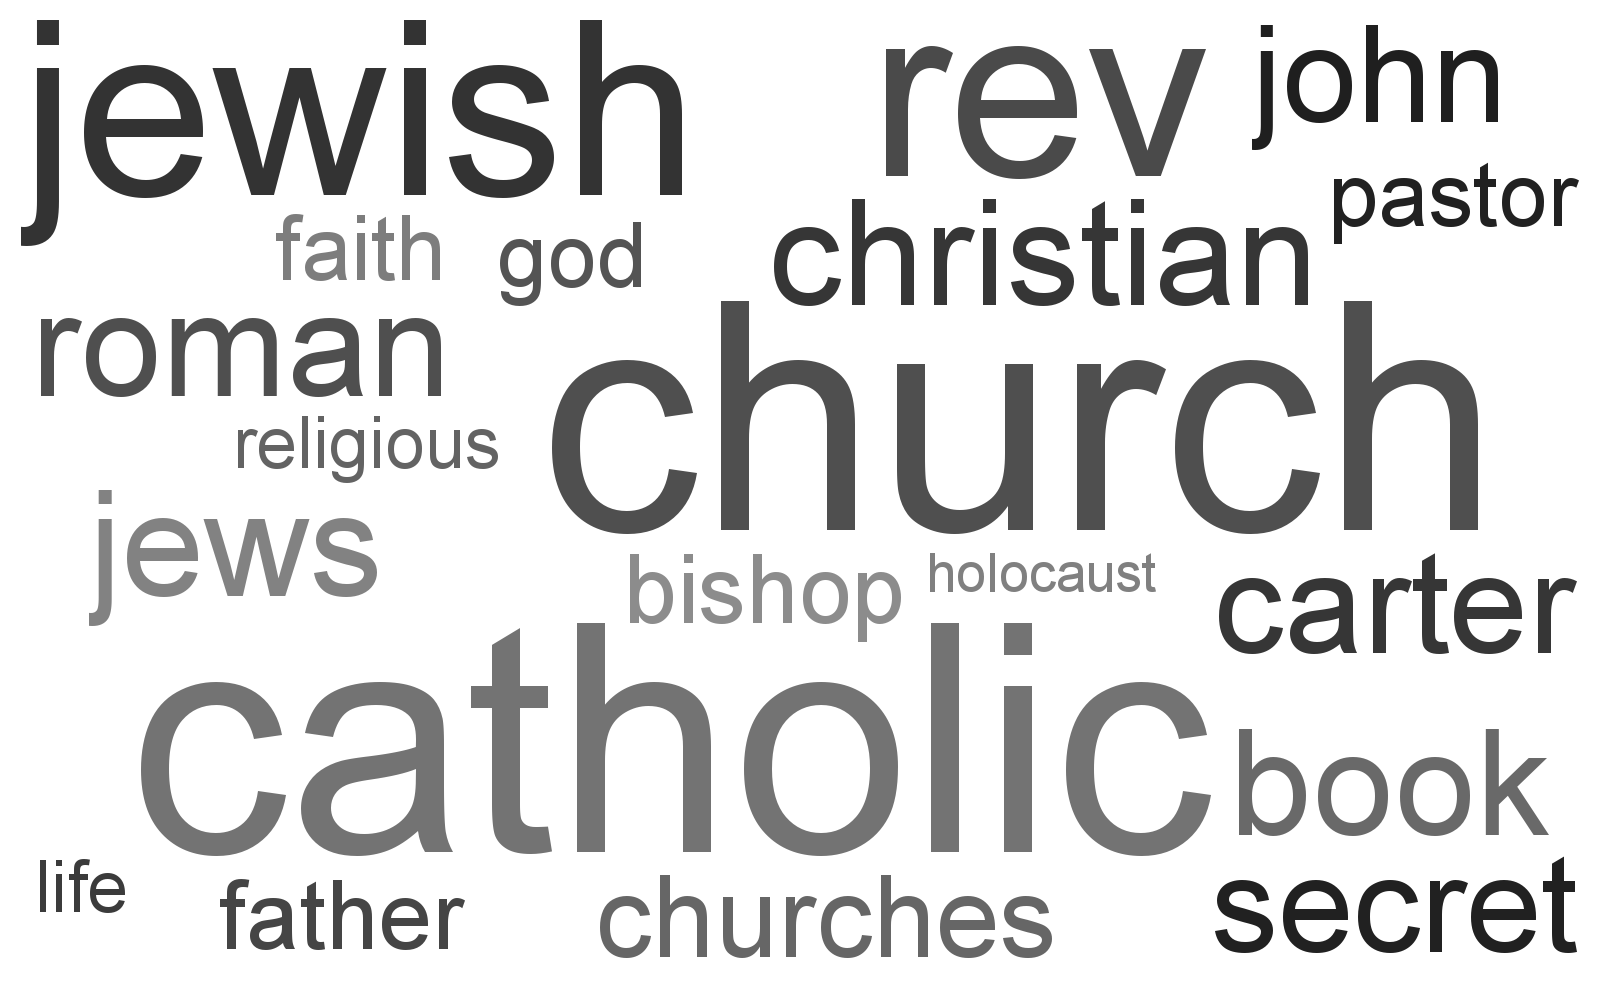 jewish
rev
john
pastor
faith
god
christian
roman
church
religious
jews
bishop
holocaust
carter
catholic
book
life
father
churches
secret